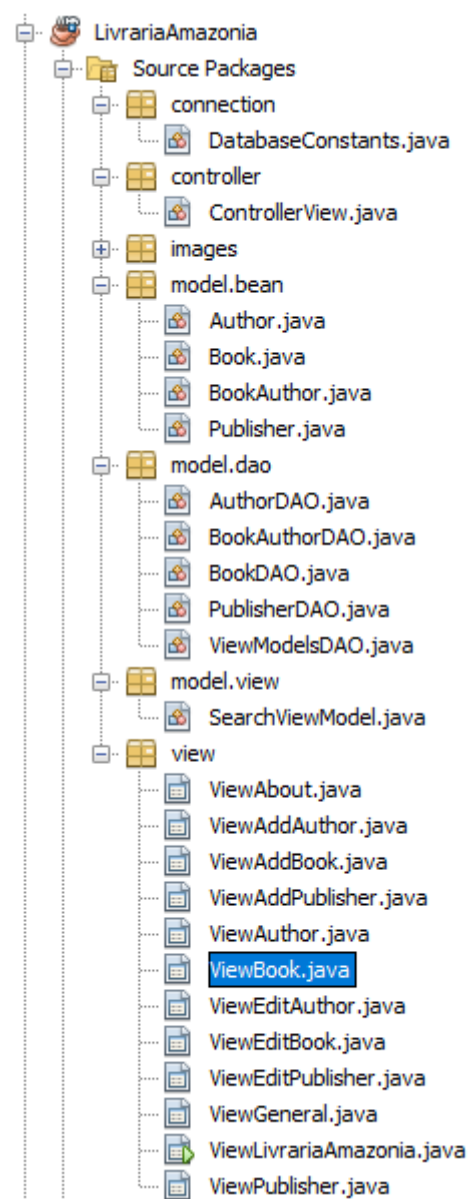 LivrariaAmazonia
Source Packages
connection
DatabaseConstants.java
controller
ControllerView.java
images
model.bean
Author.java
Book.java
BookAuthor.java
Publisher.java
model.dao
AuthorDAO.java
BookAuthorDAO.java
BookDAO.java
PublisherDAO.java
ViewModelsDAO.java
model.view
SearchViewModel.java
view
ViewAbout.java
ViewAddAuthor.java
ViewAddBook.java
ViewAddPublisher.java
ViewAuthor.java
ViewBook.java
ViewEditAuthor.java
ViewEditBook.java
ViewEditPublisher.java
ViewGeneral.java
ViewLivrariaAmazonia.java
ViewPublisher.java